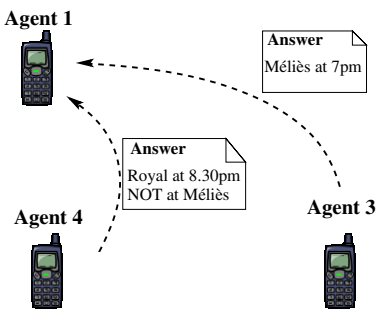 Agent 1
Answer
Méliès at 7pm
Answer
Royal at 8.30pm
NOT at Méliès
Agent 4
Agent 3